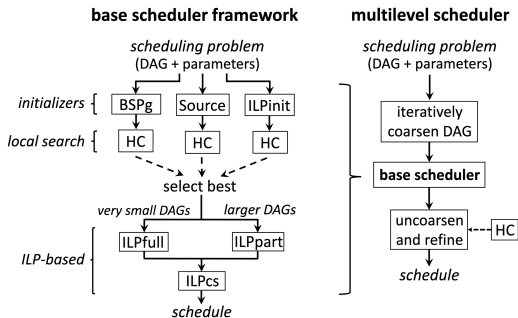 base scheduler framework
scheduling problem
(DAG + parameters)
initializers
BSPg
Source
ILPinit
local search
HC
HC
HC
select best
very small DAGs
larger DAGs
ILP-based
ILPfull
ILPpart
ILPcs
schedule
multilevel scheduler
scheduling problem
(DAG + parameters)
iteratively
coarsen DAG
base scheduler
uncoarsen
and refine
HC
schedule